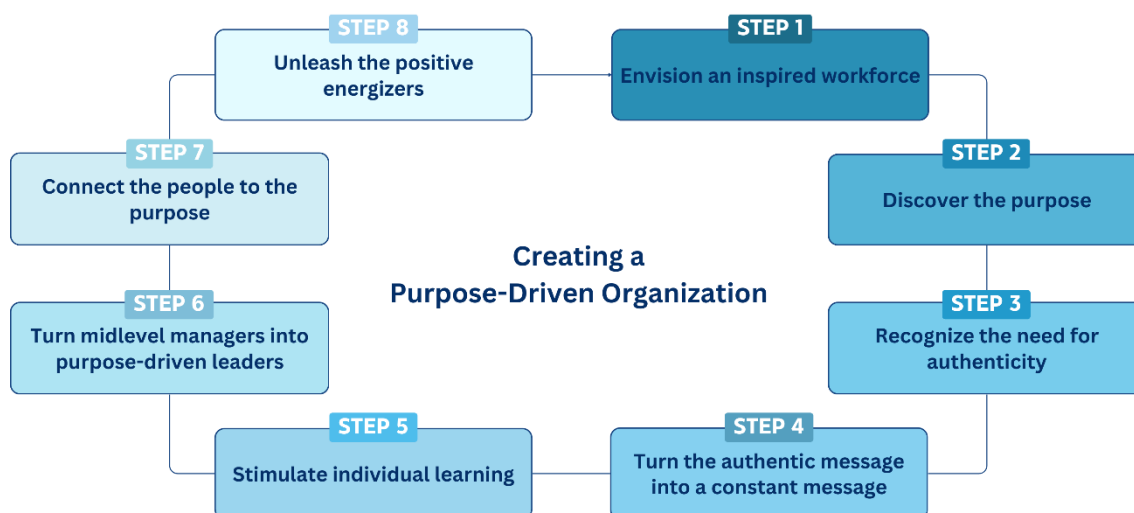 STEP 1
Envision an inspired workforce
STEP 2
Discover the purpose
STEP 3
Recognize the need for
authenticity
STEP 4
Turn the authentic message
into a constant message
STEP 5
Stimulate individual learning
STEP 6
Turn midlevel managers into
purpose-driven leaders
STEP 7
Connect the people to the
purpose
STEP 8
Unleash the positive
energizers
Creating a
Purpose-Driven Organization